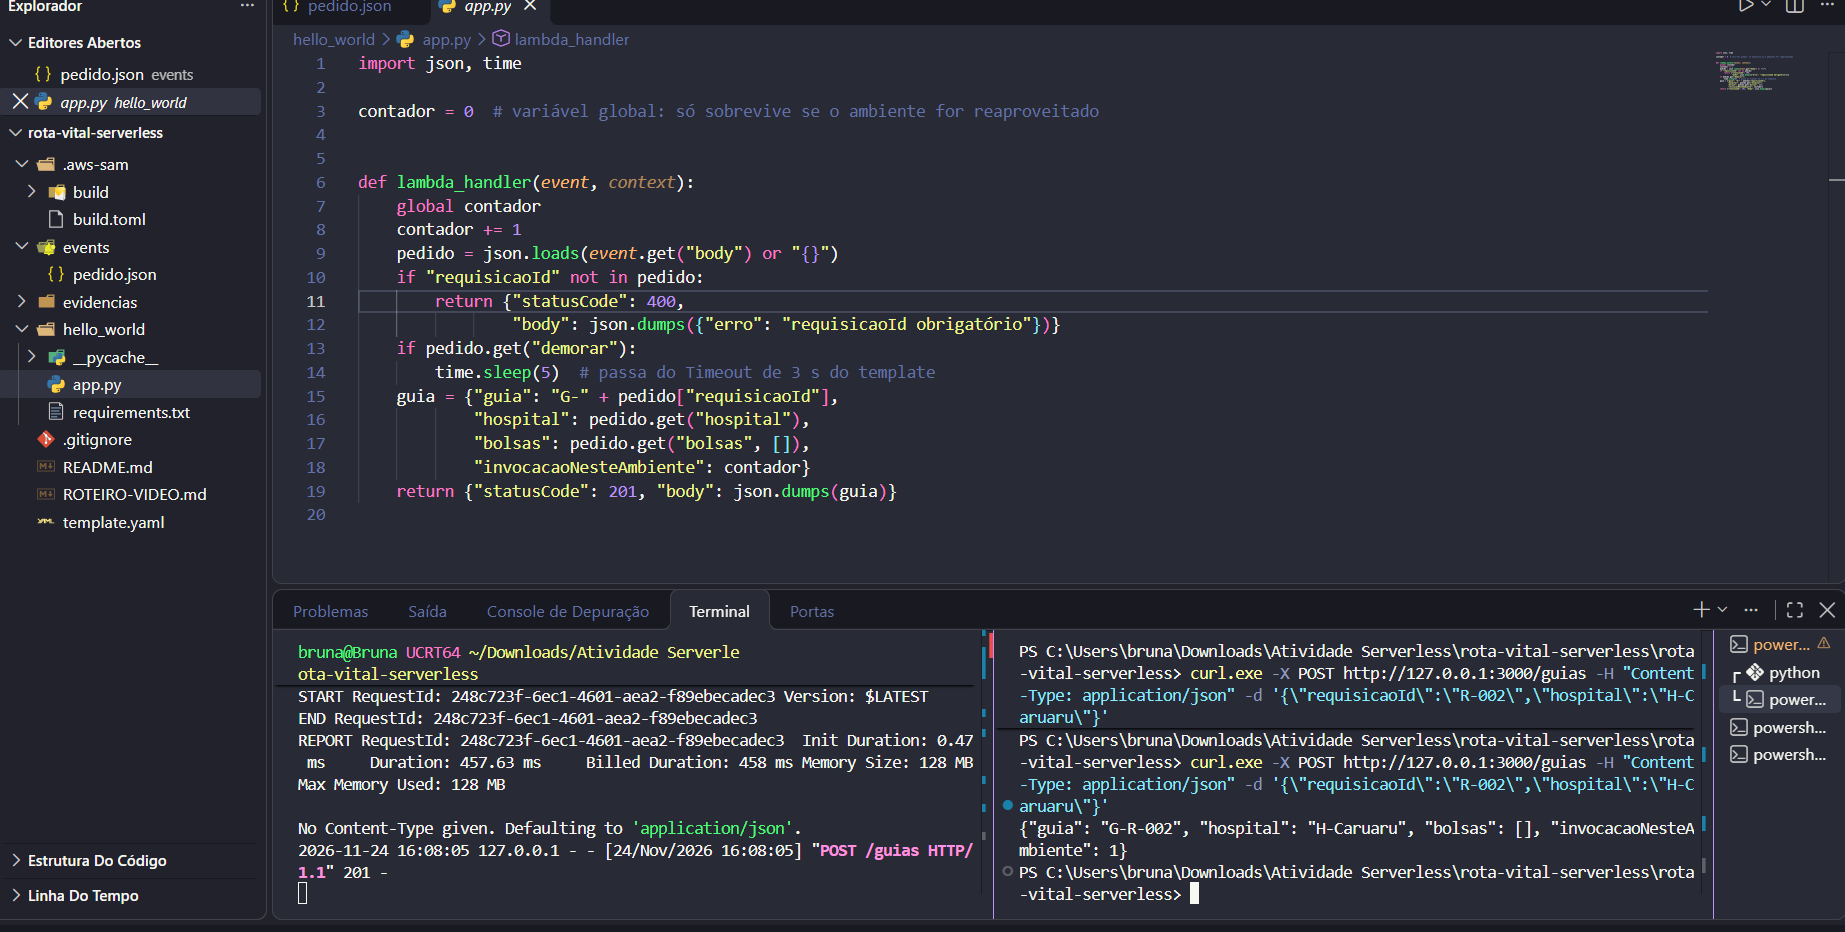 Explorador
pedido.json
app.py
Editores Abertos
pedido.json events
app.py hello_world
rota-vital-serverless
.aws-sam
build
build.toml
events
pedido.json
evidencias
hello_world
__pycache__
app.py
requirements.txt
.gitignore
README.md
ROTEIRO-VIDEO.md
template.yaml
Estrutura Do Código
Linha Do Tempo
hello_world > app.py > lambda_handler
1 import json, time
2
3 contador = 0  # variável global: só sobrevive se o ambiente for reaproveitado
4
5
6 def lambda_handler(event, context):
7     global contador
8     contador += 1
9     pedido = json.loads(event.get("body") or "{}")
10     if "requisicaoId" not in pedido:
11         return {"statusCode": 400,
12                 "body": json.dumps({"erro": "requisicaoId obrigatório"})}
13     if pedido.get("demorar"):
14         time.sleep(5)  # passa do Timeout de 3 s do template
15     guia = {"guia": "G-" + pedido["requisicaoId"],
16             "hospital": pedido.get("hospital"),
17             "bolsas": pedido.get("bolsas", []),
18             "invocacaoNesteAmbiente": contador}
19     return {"statusCode": 201, "body": json.dumps(guia)}
20
Problemas Saída Console de Depuração Terminal Portas
bruna@Bruna UCRT64 ~/Downloads/Atividade Serverle
ota-vital-serverless
START RequestId: 248c723f-6ec1-4601-aea2-f89ebecadec3 Version: $LATEST
END RequestId: 248c723f-6ec1-4601-aea2-f89ebecadec3
REPORT RequestId: 248c723f-6ec1-4601-aea2-f89ebecadec3  Init Duration: 0.47
 ms     Duration: 457.63 ms     Billed Duration: 458 ms Memory Size: 128 MB
Max Memory Used: 128 MB
No Content-Type given. Defaulting to 'application/json'.
2026-11-24 16:08:05 127.0.0.1 - - [24/Nov/2026 16:08:05] "POST /guias HTTP/
1.1" 201 -
PS C:\Users\bruna\Downloads\Atividade Serverless\rota-vital-serverless\rota
-vital-serverless> curl.exe -X POST http://127.0.0.1:3000/guias -H "Content
-Type: application/json" -d '{\"requisicaoId\":\"R-002\",\"hospital\":\"H-C
aruaru\"}'
PS C:\Users\bruna\Downloads\Atividade Serverless\rota-vital-serverless\rota
-vital-serverless> curl.exe -X POST http://127.0.0.1:3000/guias -H "Content
-Type: application/json" -d '{\"requisicaoId\":\"R-002\",\"hospital\":\"H-C
aruaru\"}'
{"guia": "G-R-002", "hospital": "H-Caruaru", "bolsas": [], "invocacaoNesteA
mbiente": 1}
PS C:\Users\bruna\Downloads\Atividade Serverless\rota-vital-serverless\rota
-vital-serverless>
power...
python
power...
powersh...
powersh...